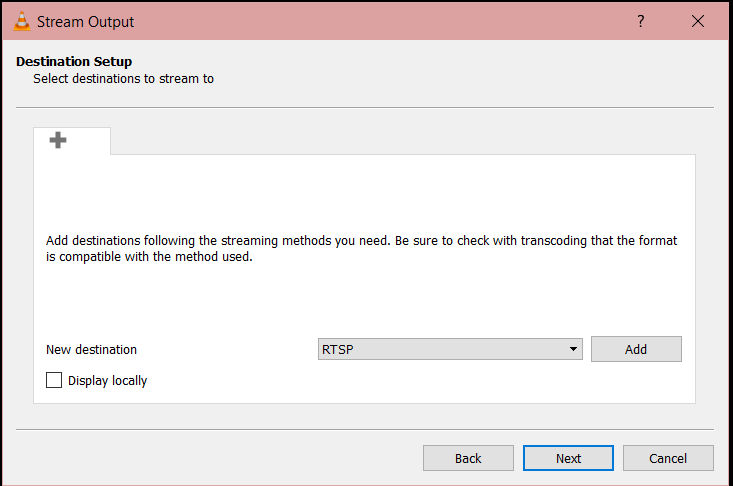 Stream Output
?
Destination Setup
Select destinations to stream to
Add destinations following the streaming methods you need. Be sure to check with transcoding that the format
is compatible with the method used.
New destination RTSP Add
Display locally
Back Next Cancel